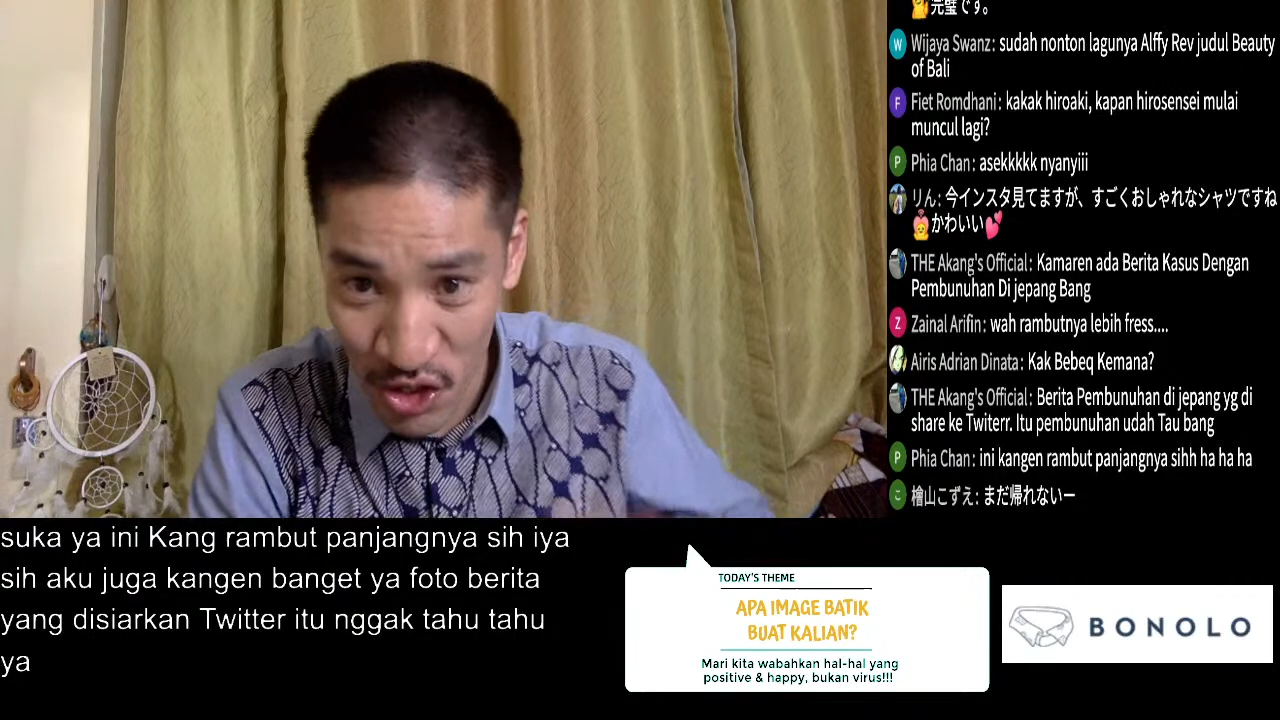 完璧です。
W Wijaya Swanz: sudah nonton lagunya Alffy Rev judul Beauty
of Bali
F Fiet Romdhani: kakak hiroaki, kapan hirosensei mulai
muncul lagi?
P Phia Chan: asekkkkk nyanyiii
りん: 今インスタ見てますが、すごくおしゃれなシャツですね
かわいい💕
THE Akang's Official: Kamaren ada Berita Kasus Dengan
Pembunuhan Di jepang Bang
Z Zainal Arifin: wah rambutnya lebih fress....
Airis Adrian Dinata: Kak Bebeq Kemana?
THE Akang's Official: Berita Pembunuhan di jepang yg di
share ke Twiterr. Itu pembunuhan udah Tau bang
P Phia Chan: ini kangen rambut panjangnya sihh ha ha ha
こ 檜山こずえ: まだ帰れないー
suka ya ini Kang rambut panjangnya sih iya
sih aku juga kangen banget ya foto berita
yang disiarkan Twitter itu nggak tahu tahu
ya
TODAY'S THEME
APA IMAGE BATIK
BUAT KALIAN?
Mari kita wabahkan hal-hal yang
positive & happy, bukan virus!!!
BONOLO